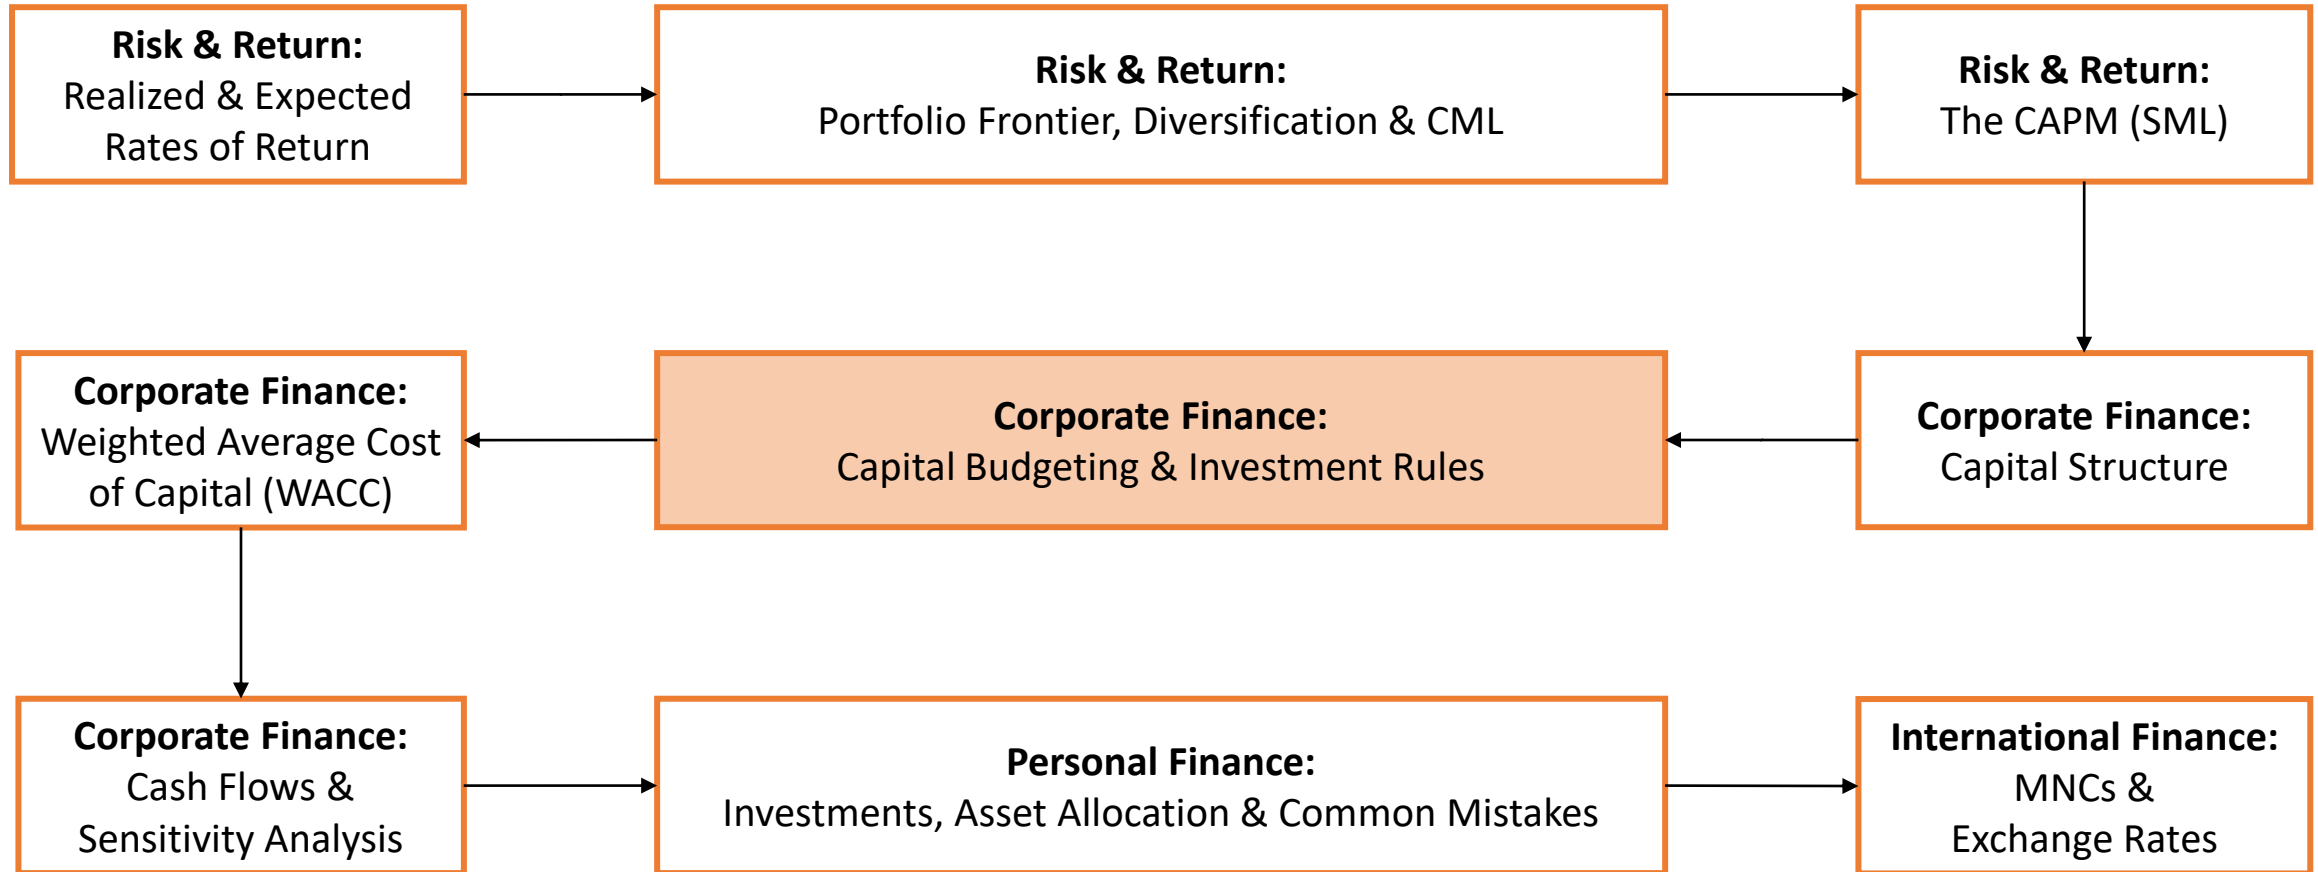 Risk & Return:
Realized & Expected
Rates of Return
Risk & Return:
Portfolio Frontier, Diversification & CML
Risk & Return:
The CAPM (SML)
Corporate Finance:
Weighted Average Cost
of Capital (WACC)
Corporate Finance:
Capital Budgeting & Investment Rules
Corporate Finance:
Capital Structure
Corporate Finance:
Cash Flows &
Sensitivity Analysis
Personal Finance:
Investments, Asset Allocation & Common Mistakes
International Finance:
MNCs &
Exchange Rates